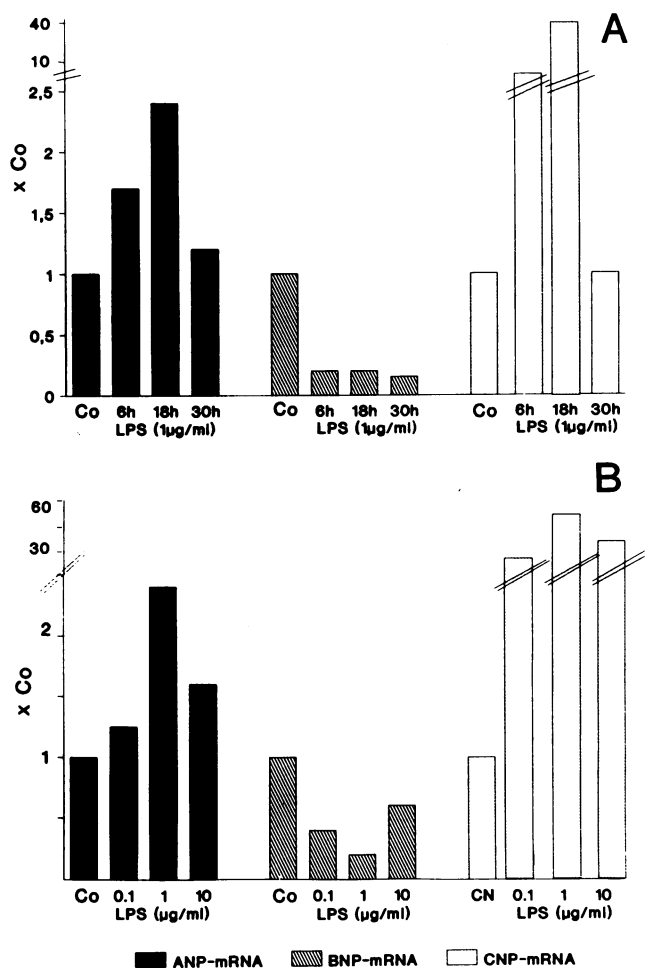 A
40
10
2,5
2
1,5
1
0,5
0
x Co
Co 6h 18h 30h
LPS (1µg/ml)
Co 6h 18h 30h
LPS (1µg/ml)
Co 6h 18h 30h
LPS (1µg/ml)
B
60
30
2
1
x Co
Co 0.1 1 10
LPS (µg/ml)
Co 0.1 1 10
LPS (µg/ml)
CN 0.1 1 10
LPS (µg/ml)
ANP-mRNA BNP-mRNA CNP-mRNA